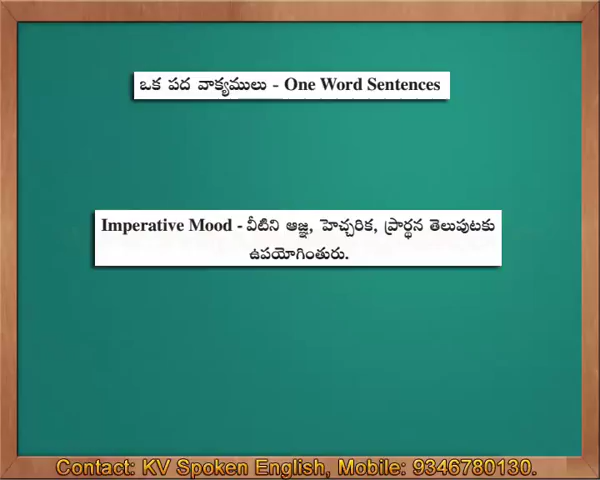 ఒక పద వాక్యములు - One Word Sentences
Imperative Mood - వీటిని ఆజ్ఞ, హెచ్చరిక, ప్రార్థన తెలుపుటకు
ఉపయోగింతురు.
Contact: KV Spoken English, Mobile: 9346780130.